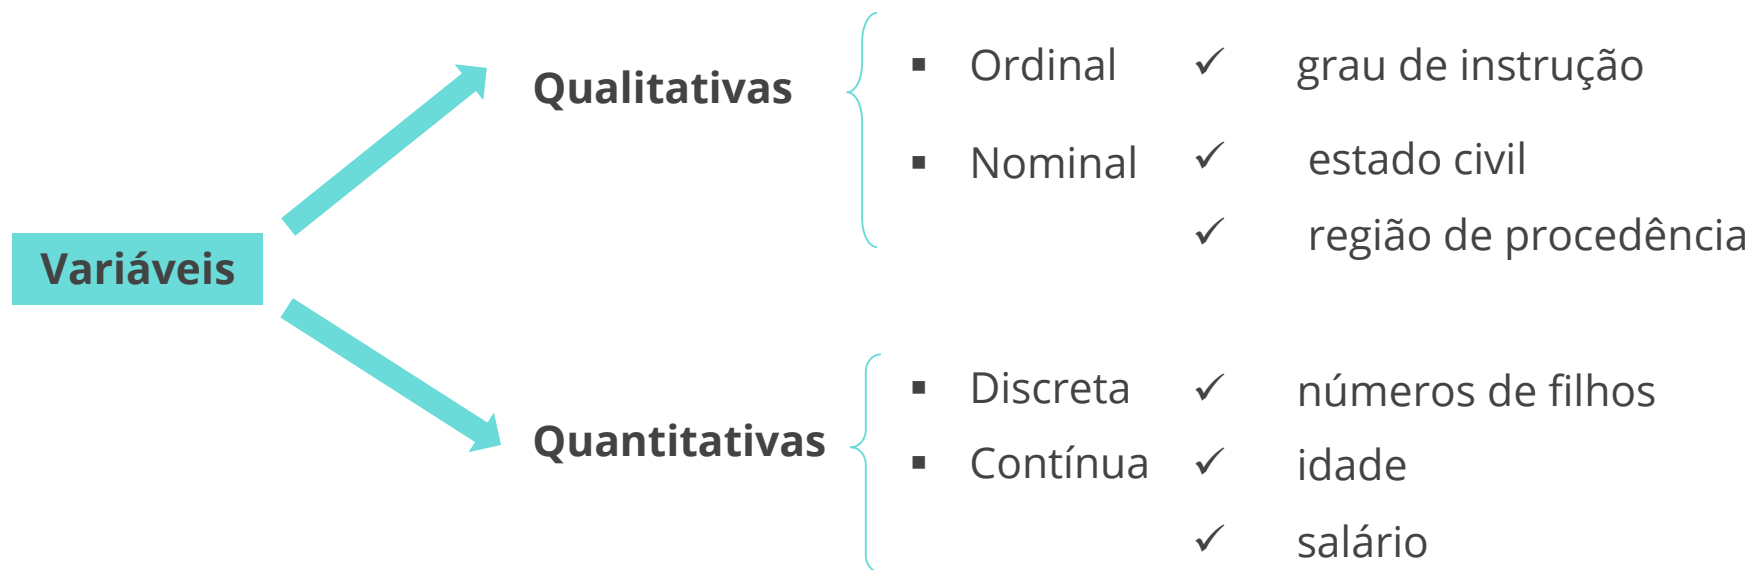 Variáveis
Qualitativas
▪ Ordinal ✓ grau de instrução
▪ Nominal ✓ estado civil
✓ região de procedência
Quantitativas
▪ Discreta ✓ números de filhos
▪ Contínua ✓ idade
✓ salário